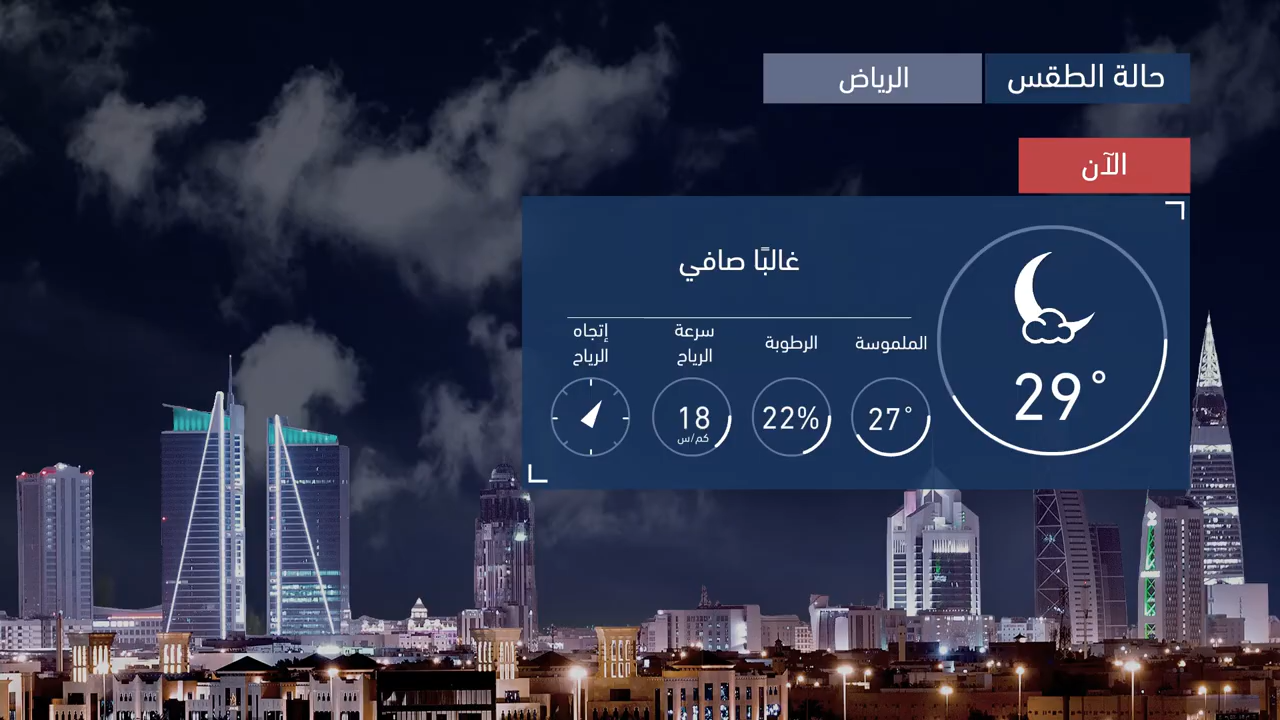 حالة الطقس
الرياض
الآن
غالبًا صافي
29°
الملموسة
27°
الرطوبة
22%
سرعة
الرياح
18
كم/س
إتجاه
الرياح